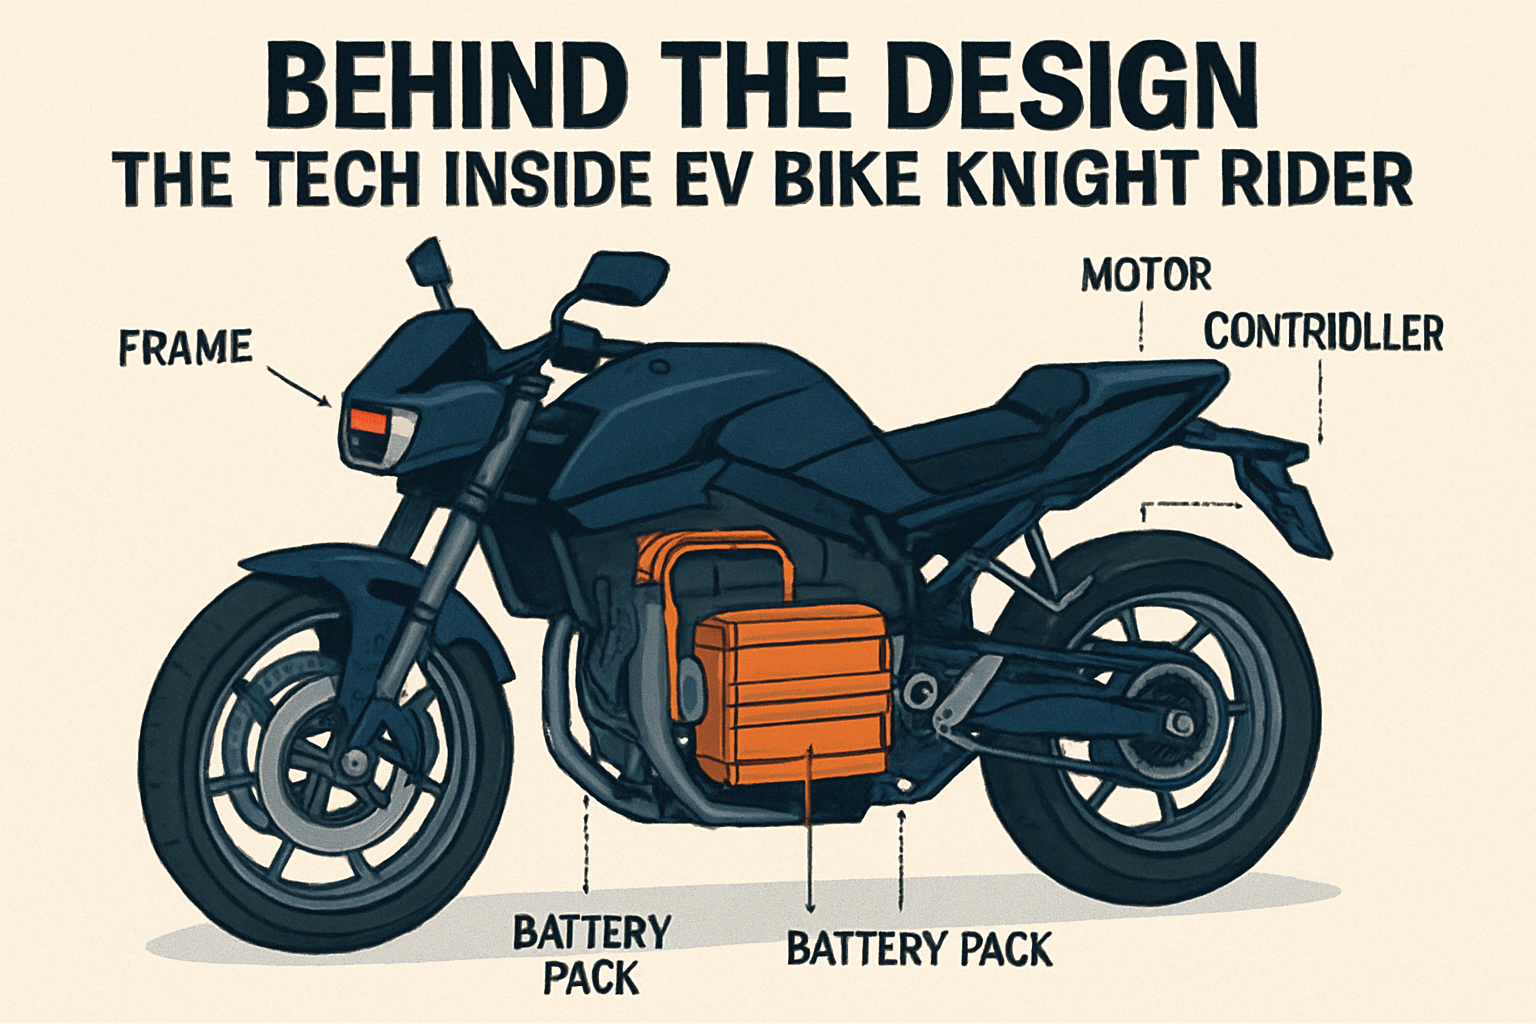 BEHIND THE DESIGN
THE TECH INSIDE EV BIKE KNIGHT RIDER
MOTOR
CONTRIDLLER
FRAME
BATTERY
PACK
BATTERY PACK